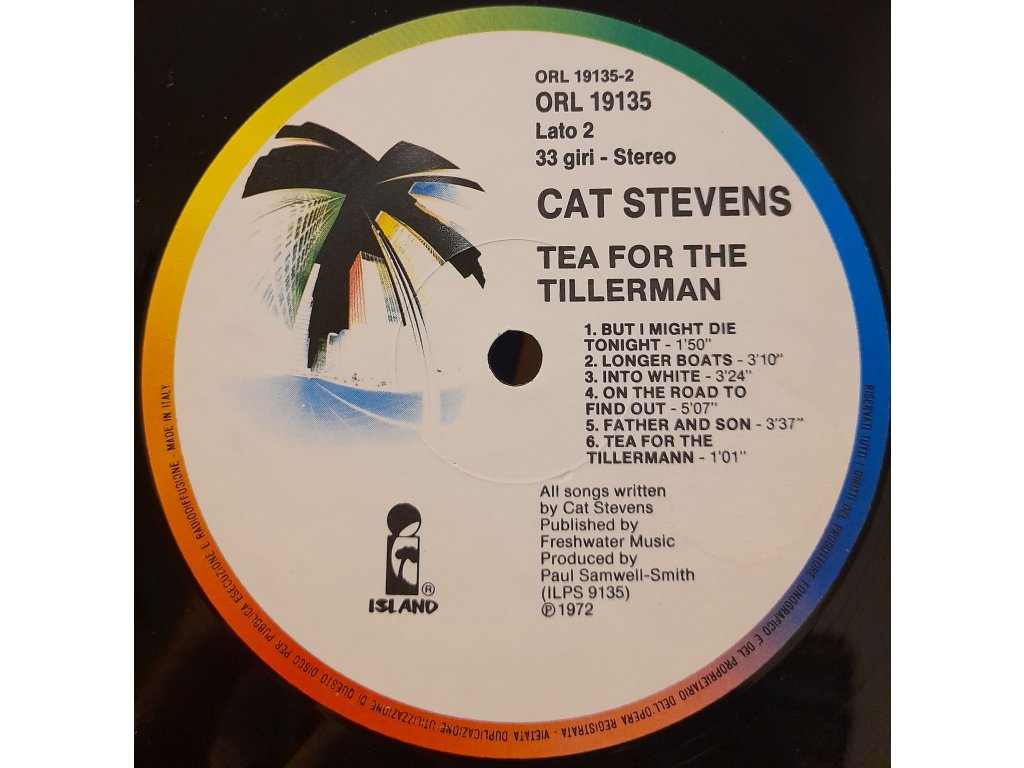 ORL 19135-2
ORL 19135
Lato 2
33 giri - Stereo
CAT STEVENS
TEA FOR THE
TILLERMAN
1. BUT I MIGHT DIE
TONIGHT - 1'50"
2. LONGER BOATS - 3'10"
3. INTO WHITE - 3'24"
4. ON THE ROAD TO
FIND OUT - 5'07"
5. FATHER AND SON - 3'37"
6. TEA FOR THE
TILLERMANN - 1'01"
All songs written
by Cat Stevens
Published by
Freshwater Music
Produced by
Paul Samwell-Smith
(ILPS 9135)
℗ 1972
ISLAND ®
RISERVATI TUTTI I DIRITTI DEL PRODUTTORE FONOGRAFICO E DEL PROPRIETARIO DELL'OPERA REGISTRATA - VIETATA DUPLICAZIONE UTILIZZAZIONE DI QUESTO DISCO PER PUBBLICA ESECUZIONE E RADIODIFFUSIONE - MADE IN ITALY